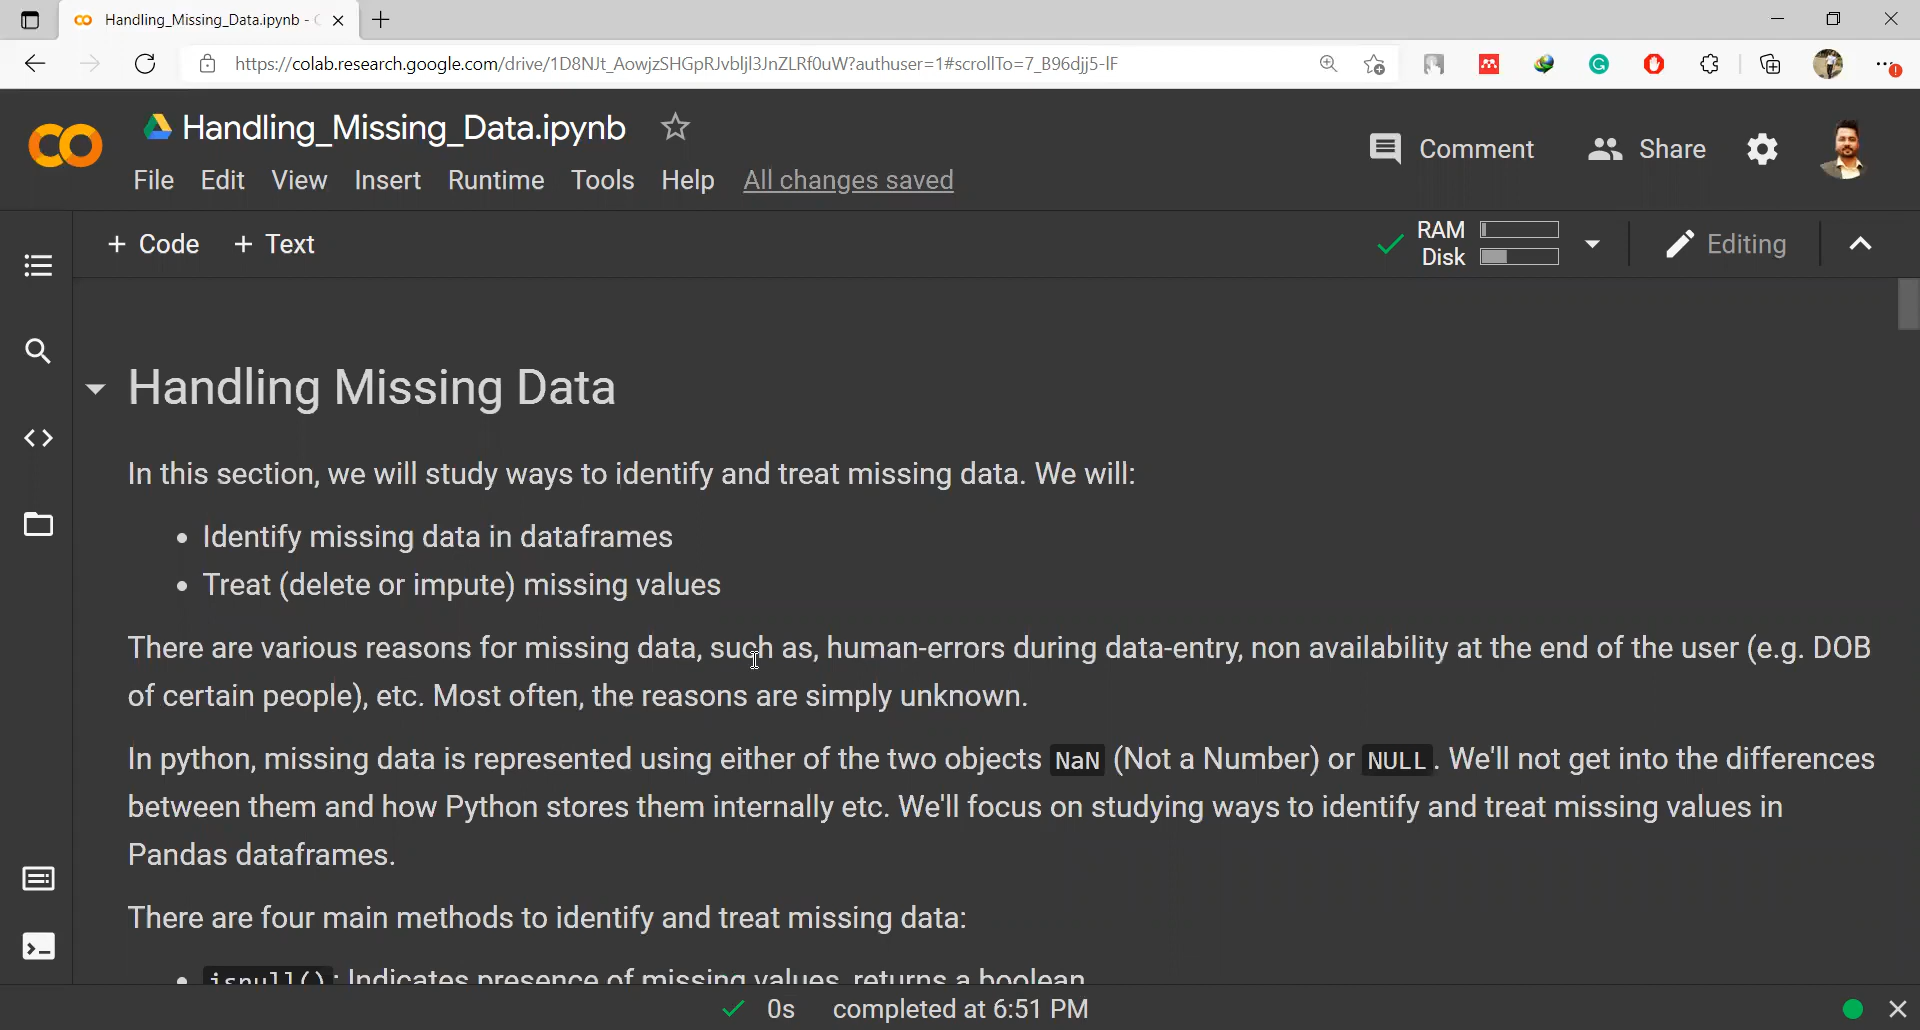 Handling_Missing_Data.ipynb -
https://colab.research.google.com/drive/1D8NJt_AowjzSHGpRJvbljl3JnZLRf0uW?authuser=1#scrollTo=7_B96djj5-lF
Handling_Missing_Data.ipynb
Comment Share
File Edit View Insert Runtime Tools Help All changes saved
+ Code + Text
RAM
Disk
Editing
Handling Missing Data
In this section, we will study ways to identify and treat missing data. We will:
• Identify missing data in dataframes
• Treat (delete or impute) missing values
There are various reasons for missing data, such as, human-errors during data-entry, non availability at the end of the user (e.g. DOB
of certain people), etc. Most often, the reasons are simply unknown.
In python, missing data is represented using either of the two objects NaN (Not a Number) or NULL. We'll not get into the differences
between them and how Python stores them internally etc. We'll focus on studying ways to identify and treat missing values in
Pandas dataframes.
There are four main methods to identify and treat missing data:
• isnull(): Indicates presence of missing values, returns a boolean
0s completed at 6:51 PM